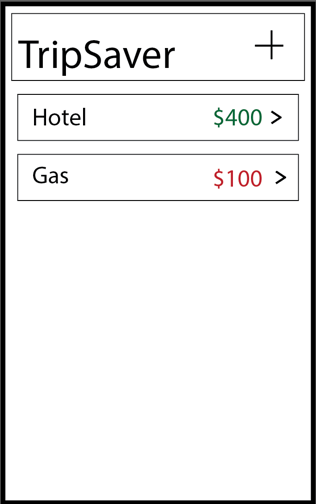 TripSaver +
Hotel $400 >
Gas $100 >